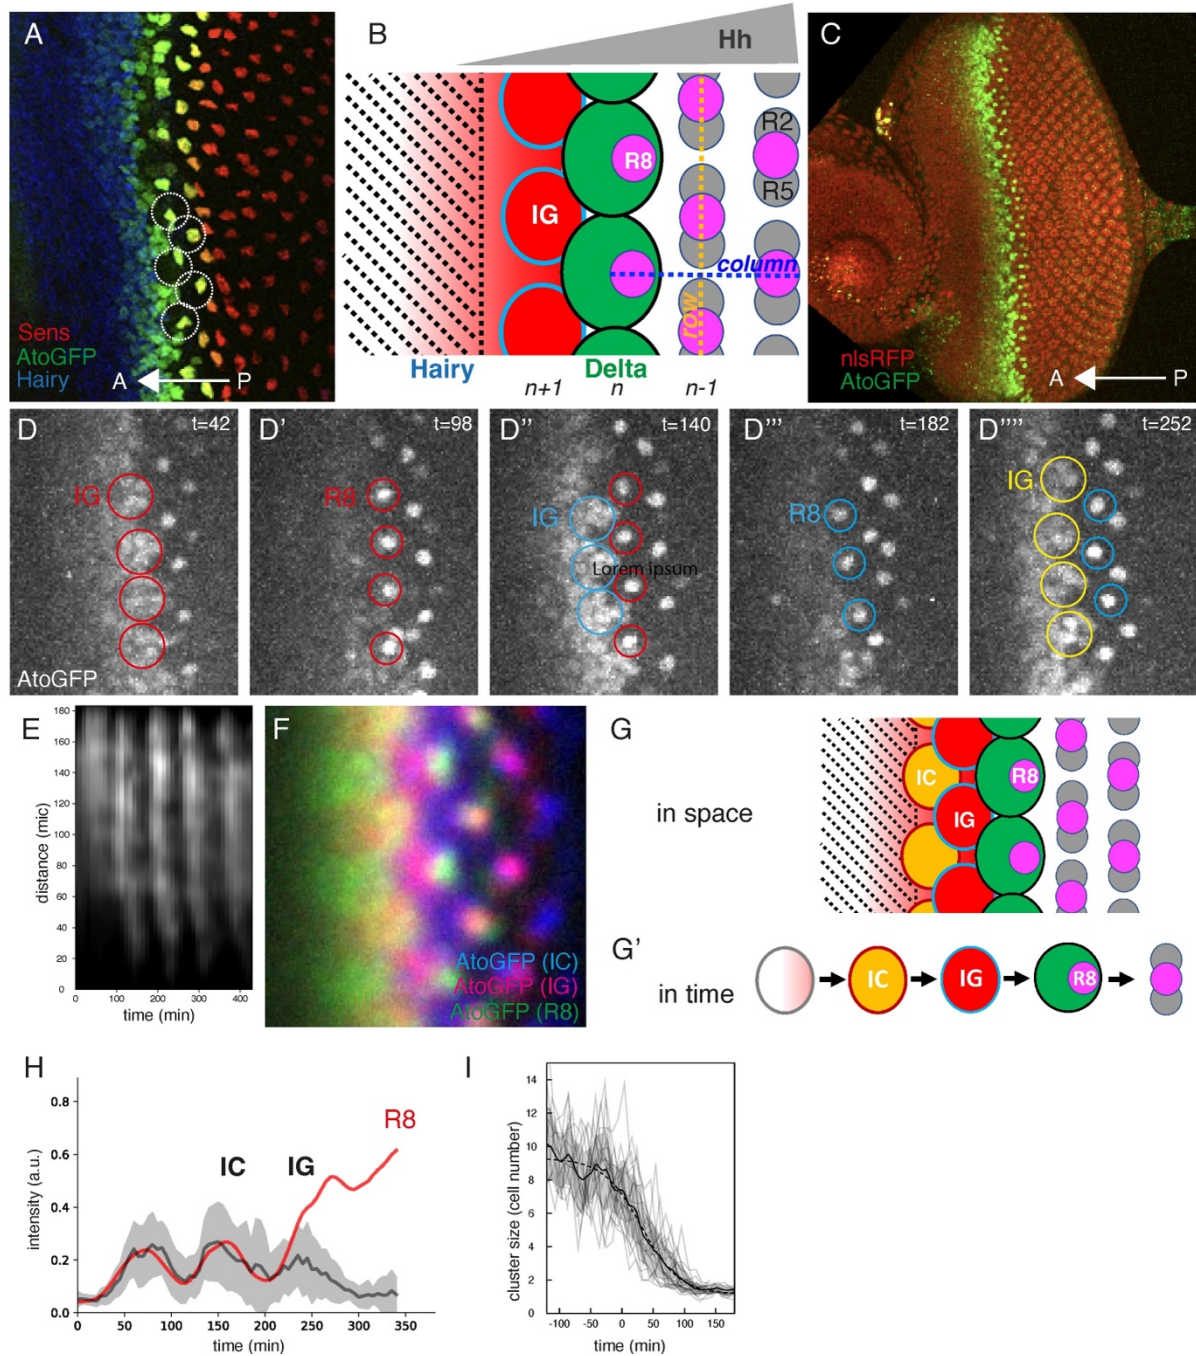 A
Sens
AtoGFP
Hairy
A
P
B
Hh
R8
IG
R2
R5
column
row
Hairy
Delta
n+1
n
n-1
C
nlsRFP
AtoGFP
A
P
D
t=42
IG
AtoGFP
D'
t=98
R8
D''
t=140
IG
Lorem ipsum
D'''
t=182
R8
D''''
t=252
IG
E
180
160
140
120
100
80
60
40
20
0
distance (mic)
0
100
200
300
400
time (min)
F
AtoGFP (IC)
AtoGFP (IG)
AtoGFP (R8)
G
in space
IC
IG
R8
G'
in time
IC
IG
R8
H
0.8
0.6
0.4
0.2
0.0
intensity (a.u.)
IC
IG
R8
0
50
100
150
200
250
300
350
time (min)
I
14
12
10
8
6
4
2
0
cluster size (cell number)
-100
-50
0
50
100
150
time (min)